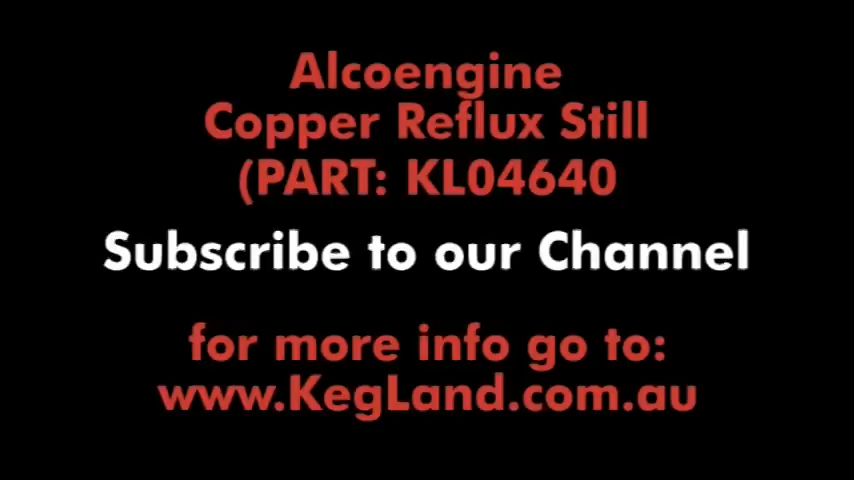 Alcoengine
Copper Reflux Still
(PART: KL04640
Subscribe to our Channel
for more info go to:
www.KegLand.com.au